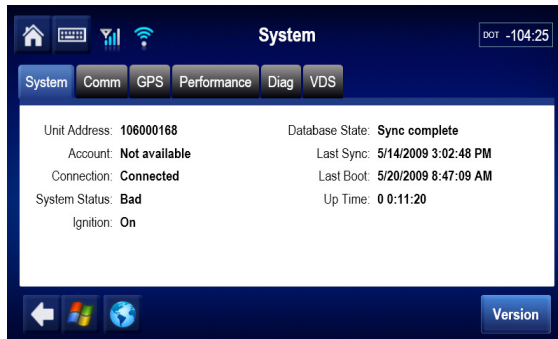 System
DOT -104:25
System Comm GPS Performance Diag VDS
Unit Address: 106000168
Account: Not available
Connection: Connected
System Status: Bad
Ignition: On
Database State: Sync complete
Last Sync: 5/14/2009 3:02:48 PM
Last Boot: 5/20/2009 8:47:09 AM
Up Time: 0 0:11:20
Version